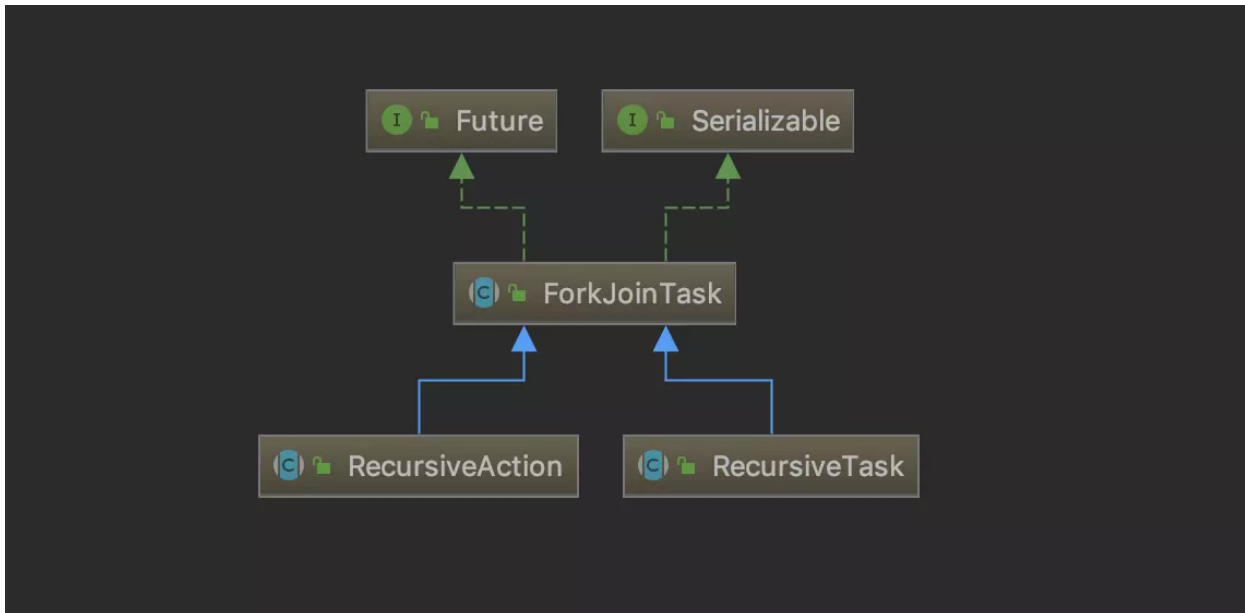 I Future
I Serializable
C ForkJoinTask
C RecursiveAction
C RecursiveTask